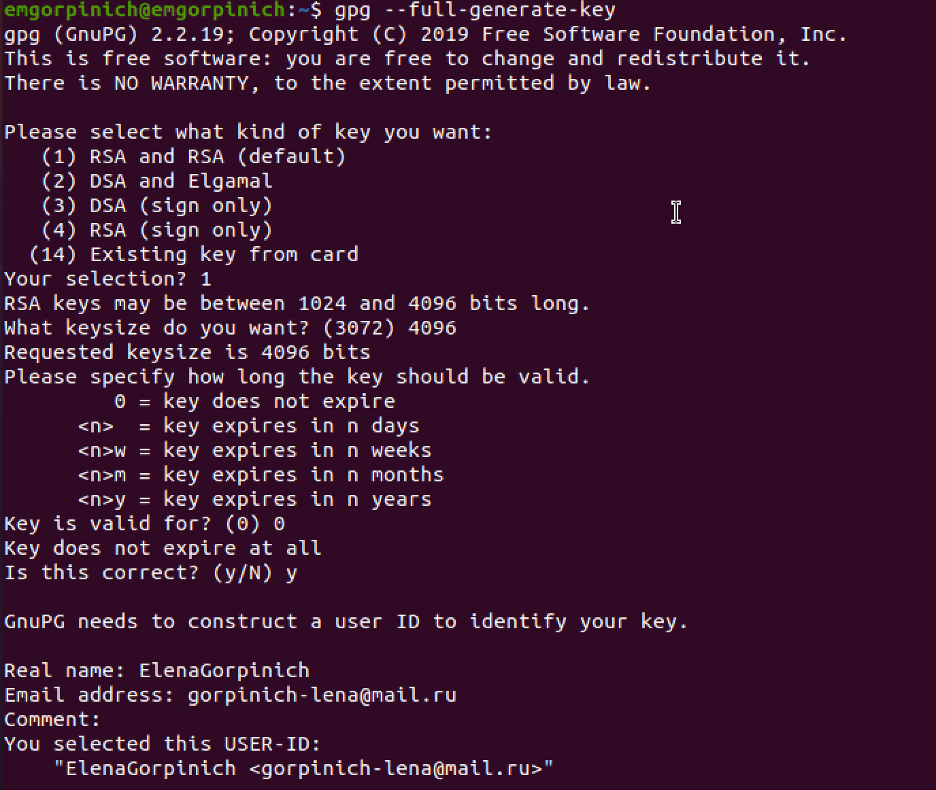 emgorpinich@emgorpinich:~$ gpg --full-generate-key
gpg (GnuPG) 2.2.19; Copyright (C) 2019 Free Software Foundation, Inc.
This is free software: you are free to change and redistribute it.
There is NO WARRANTY, to the extent permitted by law.

Please select what kind of key you want:
   (1) RSA and RSA (default)
   (2) DSA and Elgamal
   (3) DSA (sign only)
   (4) RSA (sign only)
  (14) Existing key from card
Your selection? 1
RSA keys may be between 1024 and 4096 bits long.
What keysize do you want? (3072) 4096
Requested keysize is 4096 bits
Please specify how long the key should be valid.
         0 = key does not expire
      <n>  = key expires in n days
      <n>w = key expires in n weeks
      <n>m = key expires in n months
      <n>y = key expires in n years
Key is valid for? (0) 0
Key does not expire at all
Is this correct? (y/N) y

GnuPG needs to construct a user ID to identify your key.

Real name: ElenaGorpinich
Email address: gorpinich-lena@mail.ru
Comment:
You selected this USER-ID:
    "ElenaGorpinich <gorpinich-lena@mail.ru>"